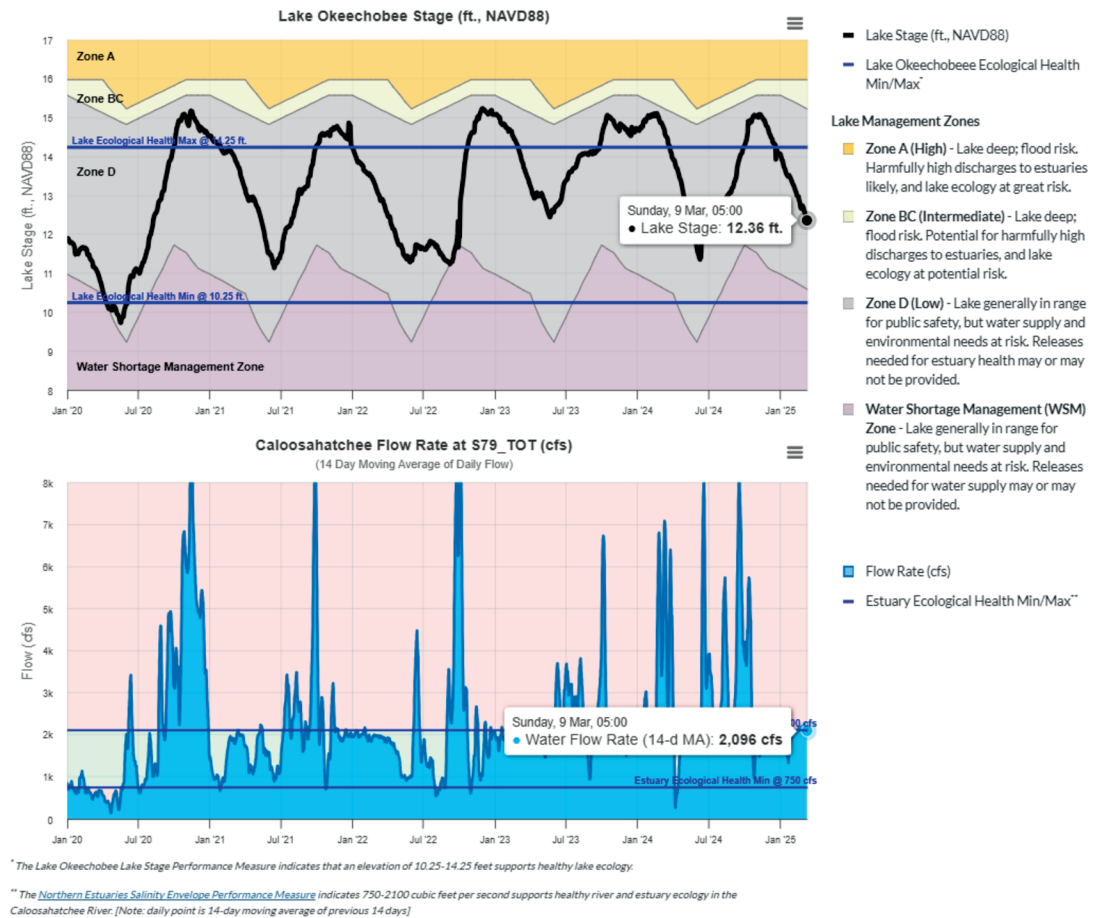 Lake Okeechobee Stage (ft., NAVD88)
17
16
15
14
13
12
11
10
9
8
Lake Stage (ft., NAVD88)
Zone A
Zone BC
Lake Ecological Health Max @ 14.25 ft.
Zone D
Sunday, 9 Mar, 05:00
● Lake Stage: 12.36 ft.
Lake Ecological Health Min @ 10.25 ft.
Water Shortage Management Zone
Jan '20 Jul '20 Jan '21 Jul '21 Jan '22 Jul '22 Jan '23 Jul '23 Jan '24 Jul '24 Jan '25
Lake Stage (ft., NAVD88)
Lake Okeechobeee Ecological Health
Min/Max*
Lake Management Zones
Zone A (High) - Lake deep; flood risk.
Harmfully high discharges to estuaries
likely, and lake ecology at great risk.
Zone BC (Intermediate) - Lake deep;
flood risk. Potential for harmfully high
discharges to estuaries, and lake
ecology at potential risk.
Zone D (Low) - Lake generally in range
for public safety, but water supply and
environmental needs at risk. Releases
needed for estuary health may or may
not be provided.
Water Shortage Management (WSM)
Zone - Lake generally in range for
public safety, but water supply and
environmental needs at risk. Releases
needed for water supply may or may
not be provided.
Caloosahatchee Flow Rate at S79_TOT (cfs)
(14 Day Moving Average of Daily Flow)
8k
7k
6k
5k
4k
3k
2k
1k
0
Flow (cfs)
Sunday, 9 Mar, 05:00
● Water Flow Rate (14-d MA): 2,096 cfs
00 cfs
Estuary Ecological Health Min @ 750 cfs
Jan '20 Jul '20 Jan '21 Jul '21 Jan '22 Jul '22 Jan '23 Jul '23 Jan '24 Jul '24 Jan '25
Flow Rate (cfs)
Estuary Ecological Health Min/Max**
* The Lake Okeechobee Lake Stage Performance Measure indicates that an elevation of 10.25-14.25 feet supports healthy lake ecology.
** The Northern Estuaries Salinity Envelope Performance Measure indicates 750-2100 cubic feet per second supports healthy river and estuary ecology in the
Caloosahatchee River. [Note: daily point is 14-day moving average of previous 14 days]